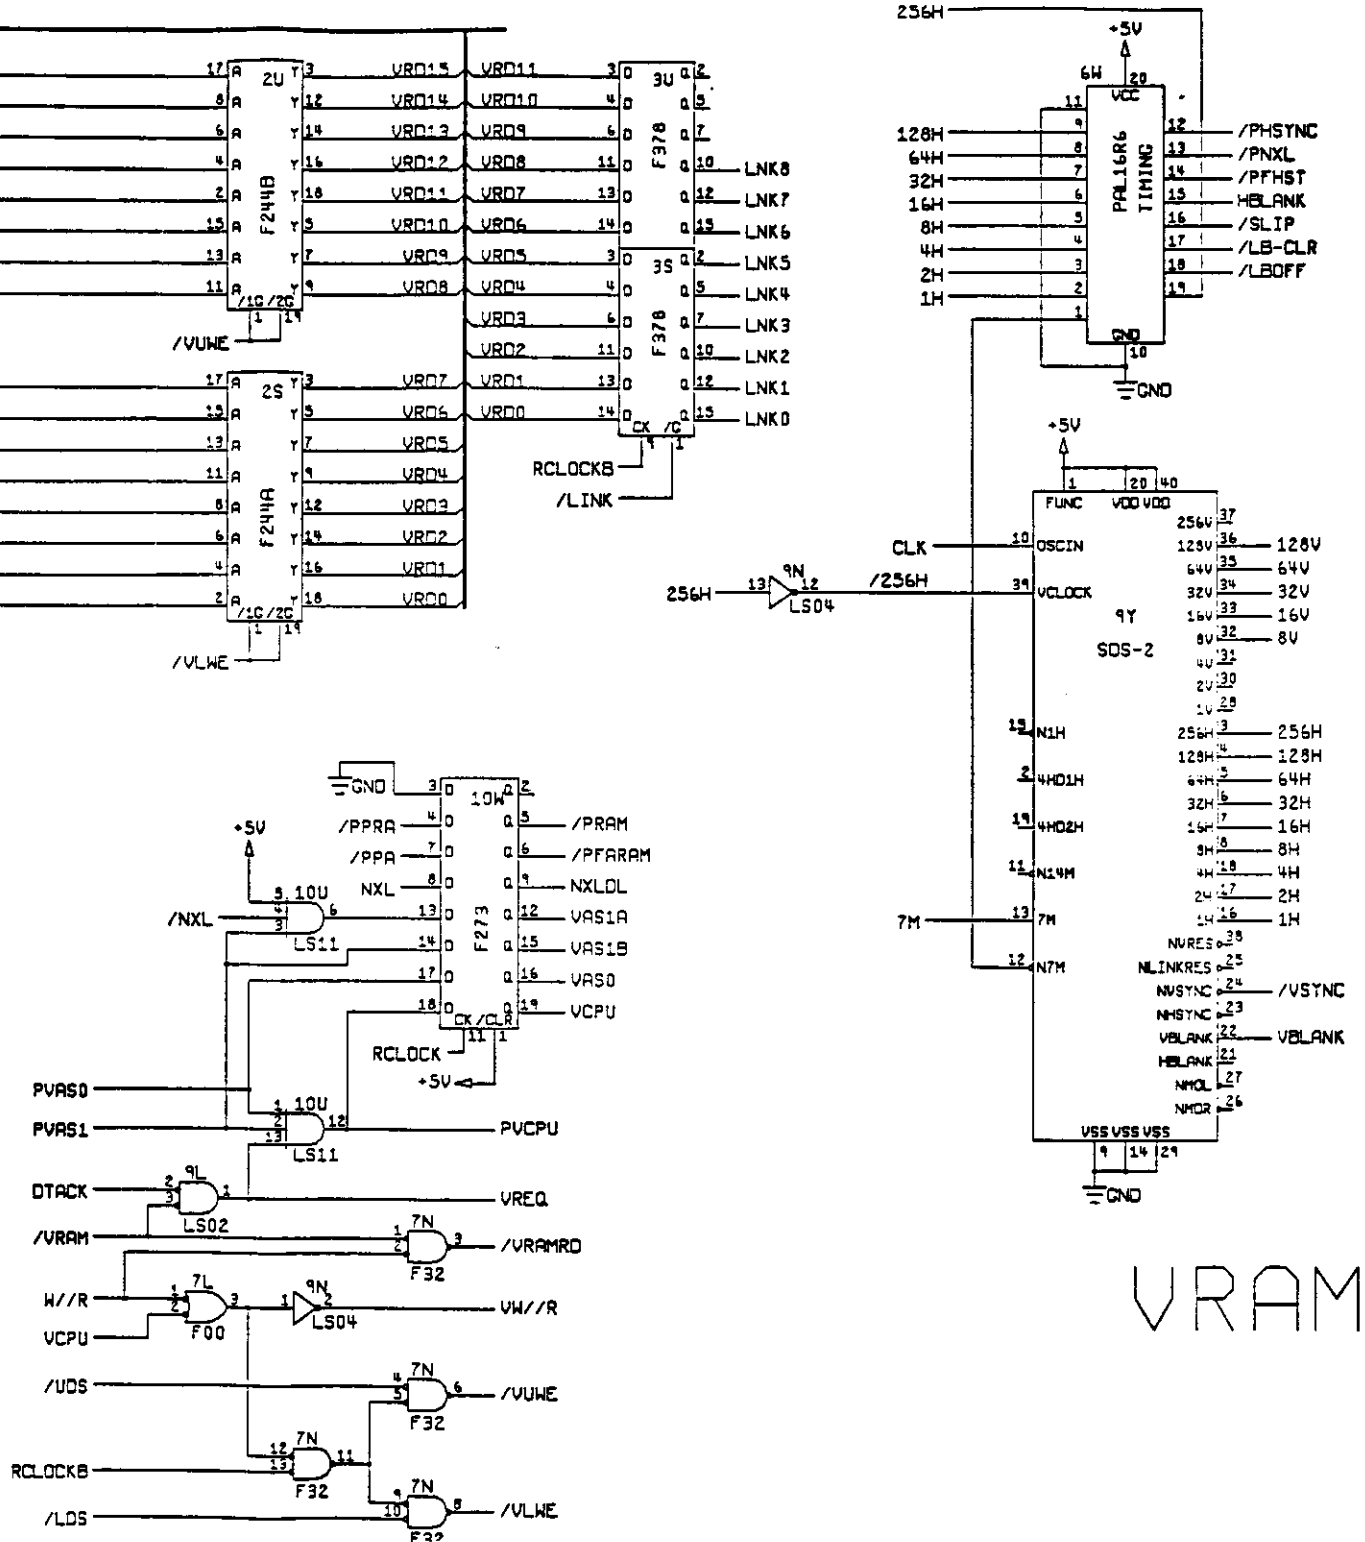 256H
+5V
6W
20
VCC
11
128H 9 12 /PHSYNC
64H 8 13 /PNXL
32H 7 14 /PFHST
16H 6 15 HBLANK
8H 5 16 /SLIP
4H 4 17 /LB-CLR
2H 3 18 /LBOFF
1H 2 19
1
PAL16R6
TIMING
GND
10
GND
17 A 2U Y 3 VRD15 VRD11 3 D 3U Q 2
8 A Y 12 VRD14 VRD10 4 D Q 5
6 A Y 14 VRD13 VRD9 6 D Q 7
4 A Y 16 VRD12 VRD8 11 D Q 10 LNK8
2 A Y 18 VRD11 VRD7 13 D Q 12 LNK7
15 A Y 5 VRD10 VRD6 14 D Q 15 LNK6
13 A Y 7 VRD9 VRD5 3 D 3S Q 2 LNK5
11 A Y 9 VRD8 VRD4 4 D Q 5 LNK4
F244B
F378
/1G /2G
1 19
/VUWE
VRD3 6 D Q 7 LNK3
VRD2 11 D Q 10 LNK2
17 A 2S Y 3 VRD7 VRD1 13 D Q 12 LNK1
15 A Y 5 VRD6 VRD0 14 D Q 15 LNK0
F378
CK /G
9 1
RCLOCKB
/LINK
13 A Y 7 VRD5
11 A Y 9 VRD4
8 A Y 12 VRD3
6 A Y 14 VRD2
4 A Y 16 VRD1
2 A Y 18 VRD0
F244A
/1G /2G
1 19
/VLWE
+5V
1 20 40
FUNC VDD VDD
256V 37
CLK 10 OSCIN 128V 36 128V
64V 35 64V
256H 13 9N 12 /256H 39 VCLOCK 32V 34 32V
LS04
9Y
SOS-2
16V 33 16V
8V 32 8V
4V 31
2V 30
1V 28
15 N1H 256H 3 256H
128H 4 128H
2 4HD1H 64H 5 64H
32H 6 32H
19 4HD2H 16H 7 16H
8H 8 8H
11 N14M 4H 18 4H
2H 17 2H
7M 13 7M 1H 16 1H
NVRES 38
12 N7M NLINKRES 25
NVSYNC 24 /VSYNC
NHSYNC 23
VBLANK 22 VBLANK
HBLANK 21
NMOL 27
NMOR 26
VSS VSS VSS
9 14 29
GND
GND 3 D 10W Q 2
/PPRA 4 D Q 5 /PRAM
/PPA 7 D Q 6 /PFARAM
NXL 8 D Q 9 NXLDL
13 D Q 12 VAS1A
14 D Q 15 VAS1B
17 D Q 16 VAS0
18 D Q 19 VCPU
F273
CK /CLR
11 1
RCLOCK
+5V
+5V
5 10U
/NXL 4 6
3
LS11
PVAS0 1 10U
PVAS1 2 12 PVCPU
13
LS11
DTACK 2 9L
3 1 VREQ
/VRAM LS02
7N
1
2 3 /VRAMRD
F32
W//R 1 7L
2 3
VCPU F00
1 9N 2 VW//R
LS04
/UDS 4 7N
5 6 /VUWE
F32
12 7N
RCLOCKB 13 11
F32
9 7N
/LDS 10 8 /VLWE
F32
VRAM